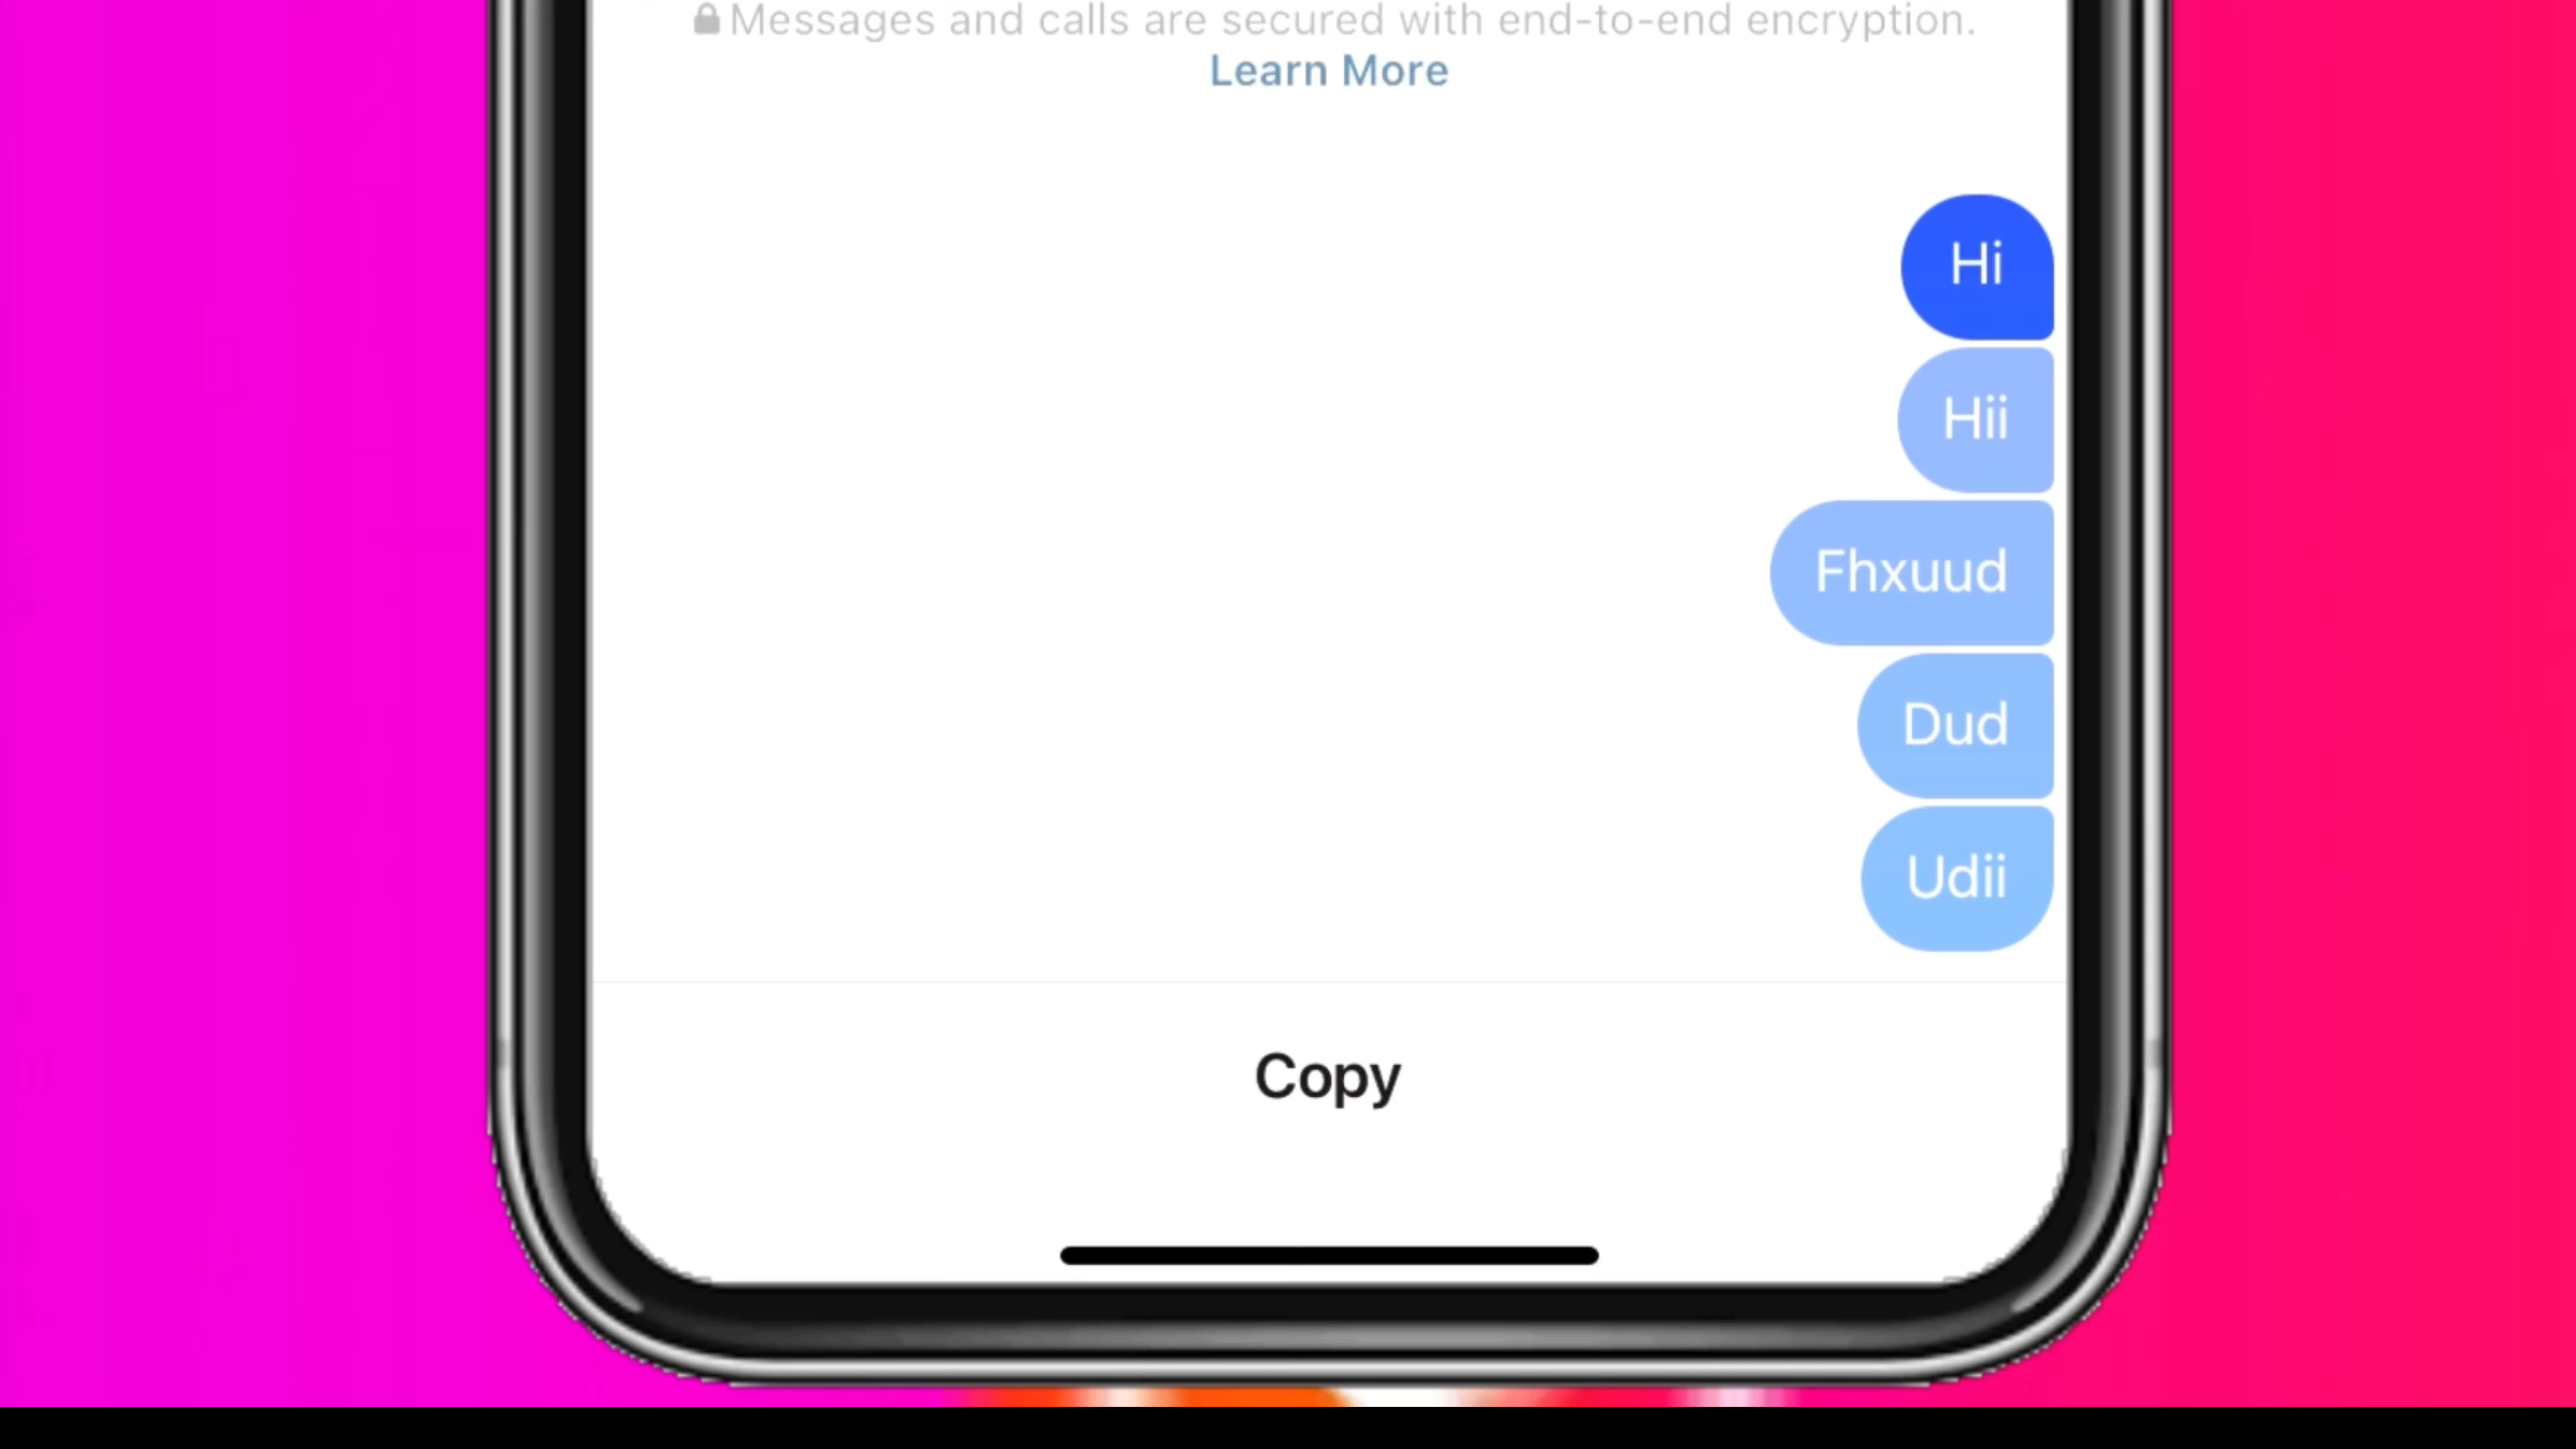 Messages and calls are secured with end-to-end encryption.
Learn More
Hi
Hii
Fhxuud
Dud
Udii
Copy